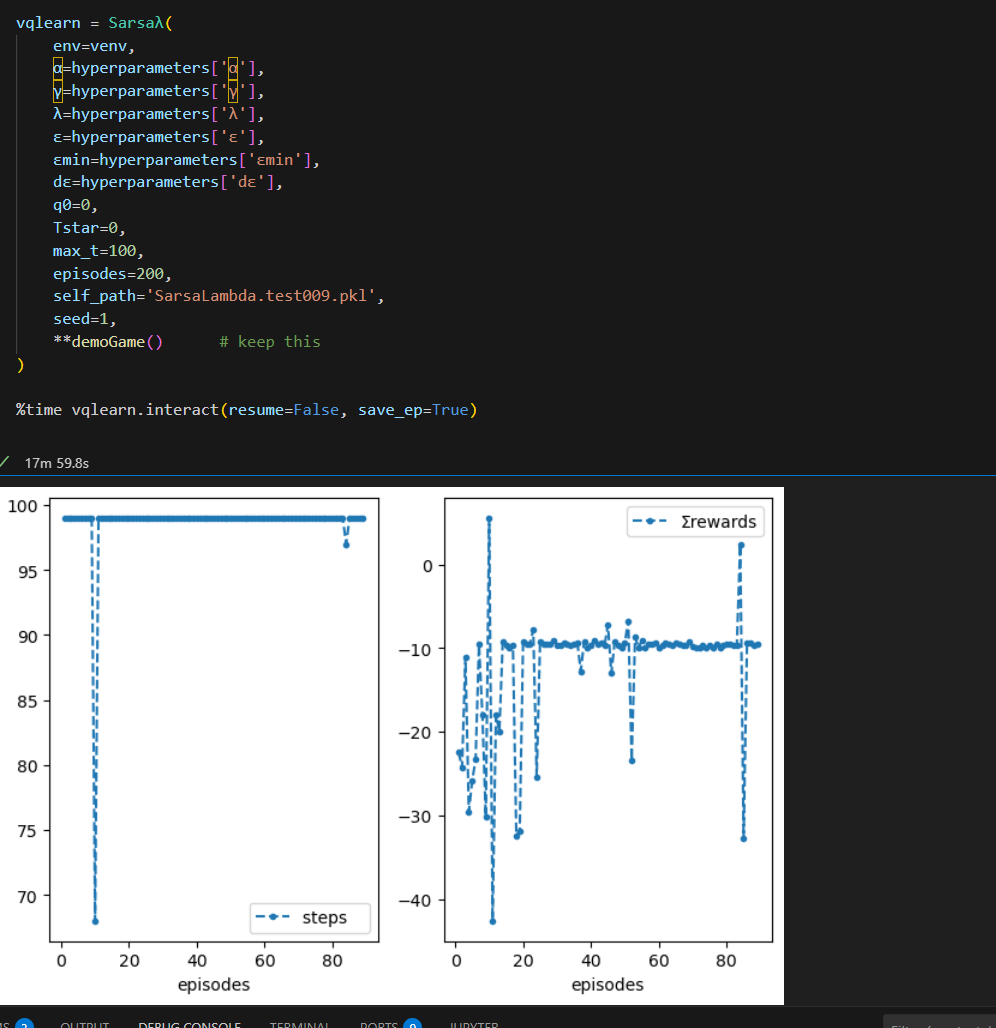 vqlearn = Sarsaλ(
env=venv,
α=hyperparameters['α'],
γ=hyperparameters['γ'],
λ=hyperparameters['λ'],
ε=hyperparameters['ε'],
εmin=hyperparameters['εmin'],
dε=hyperparameters['dε'],
q0=0,
Tstar=0,
max_t=100,
episodes=200,
self_path='SarsaLambda.test009.pkl',
seed=1,
**demoGame() # keep this
)
%time vqlearn.interact(resume=False, save_ep=True)
✓ 17m 59.8s
100
95
90
85
80
75
70
0 20 40 60 80
episodes
steps
0
−10
−20
−30
−40
0 20 40 60 80
episodes
Σrewards
MS 2 OUTPUT DEBUG CONSOLE TERMINAL PORTS 9 JUPYTER